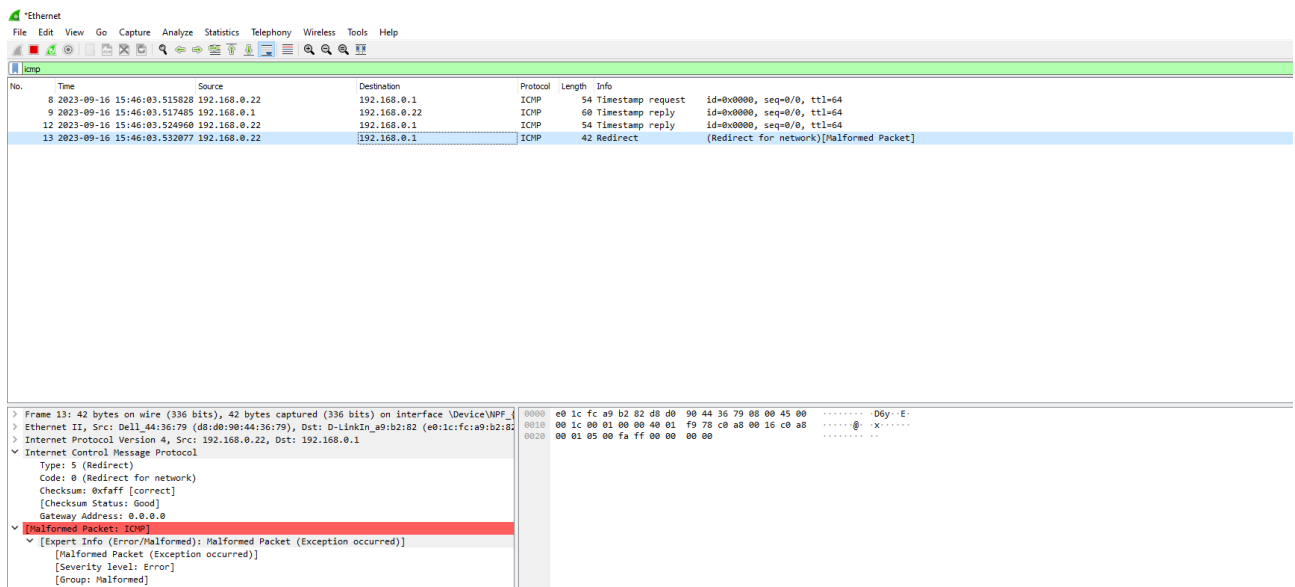 *Ethernet
File Edit View Go Capture Analyze Statistics Telephony Wireless Tools Help
icmp
No. Time Source Destination Protocol Length Info
8 2023-09-16 15:46:03.515828 192.168.0.22 192.168.0.1 ICMP 54 Timestamp request id=0x0000, seq=0/0, ttl=64
9 2023-09-16 15:46:03.517485 192.168.0.1 192.168.0.22 ICMP 60 Timestamp reply id=0x0000, seq=0/0, ttl=64
12 2023-09-16 15:46:03.524960 192.168.0.22 192.168.0.1 ICMP 54 Timestamp reply id=0x0000, seq=0/0, ttl=64
13 2023-09-16 15:46:03.532077 192.168.0.22 192.168.0.1 ICMP 42 Redirect (Redirect for network)[Malformed Packet]
Frame 13: 42 bytes on wire (336 bits), 42 bytes captured (336 bits) on interface \Device\NPF_{
Ethernet II, Src: Dell_44:36:79 (d8:d0:90:44:36:79), Dst: D-LinkIn_a9:b2:82 (e0:1c:fc:a9:b2:82
Internet Protocol Version 4, Src: 192.168.0.22, Dst: 192.168.0.1
Internet Control Message Protocol
Type: 5 (Redirect)
Code: 0 (Redirect for network)
Checksum: 0xfaff [correct]
[Checksum Status: Good]
Gateway Address: 0.0.0.0
[Malformed Packet: ICMP]
[Expert Info (Error/Malformed): Malformed Packet (Exception occurred)]
[Malformed Packet (Exception occurred)]
[Severity level: Error]
[Group: Malformed]
0000 e0 1c fc a9 b2 82 d8 d0 90 44 36 79 08 00 45 00 ········ ·D6y··E·
0010 00 1c 00 01 00 00 40 01 f9 78 c0 a8 00 16 c0 a8 ······@· ·x······
0020 00 01 05 00 fa ff 00 00 00 00 ········ ··